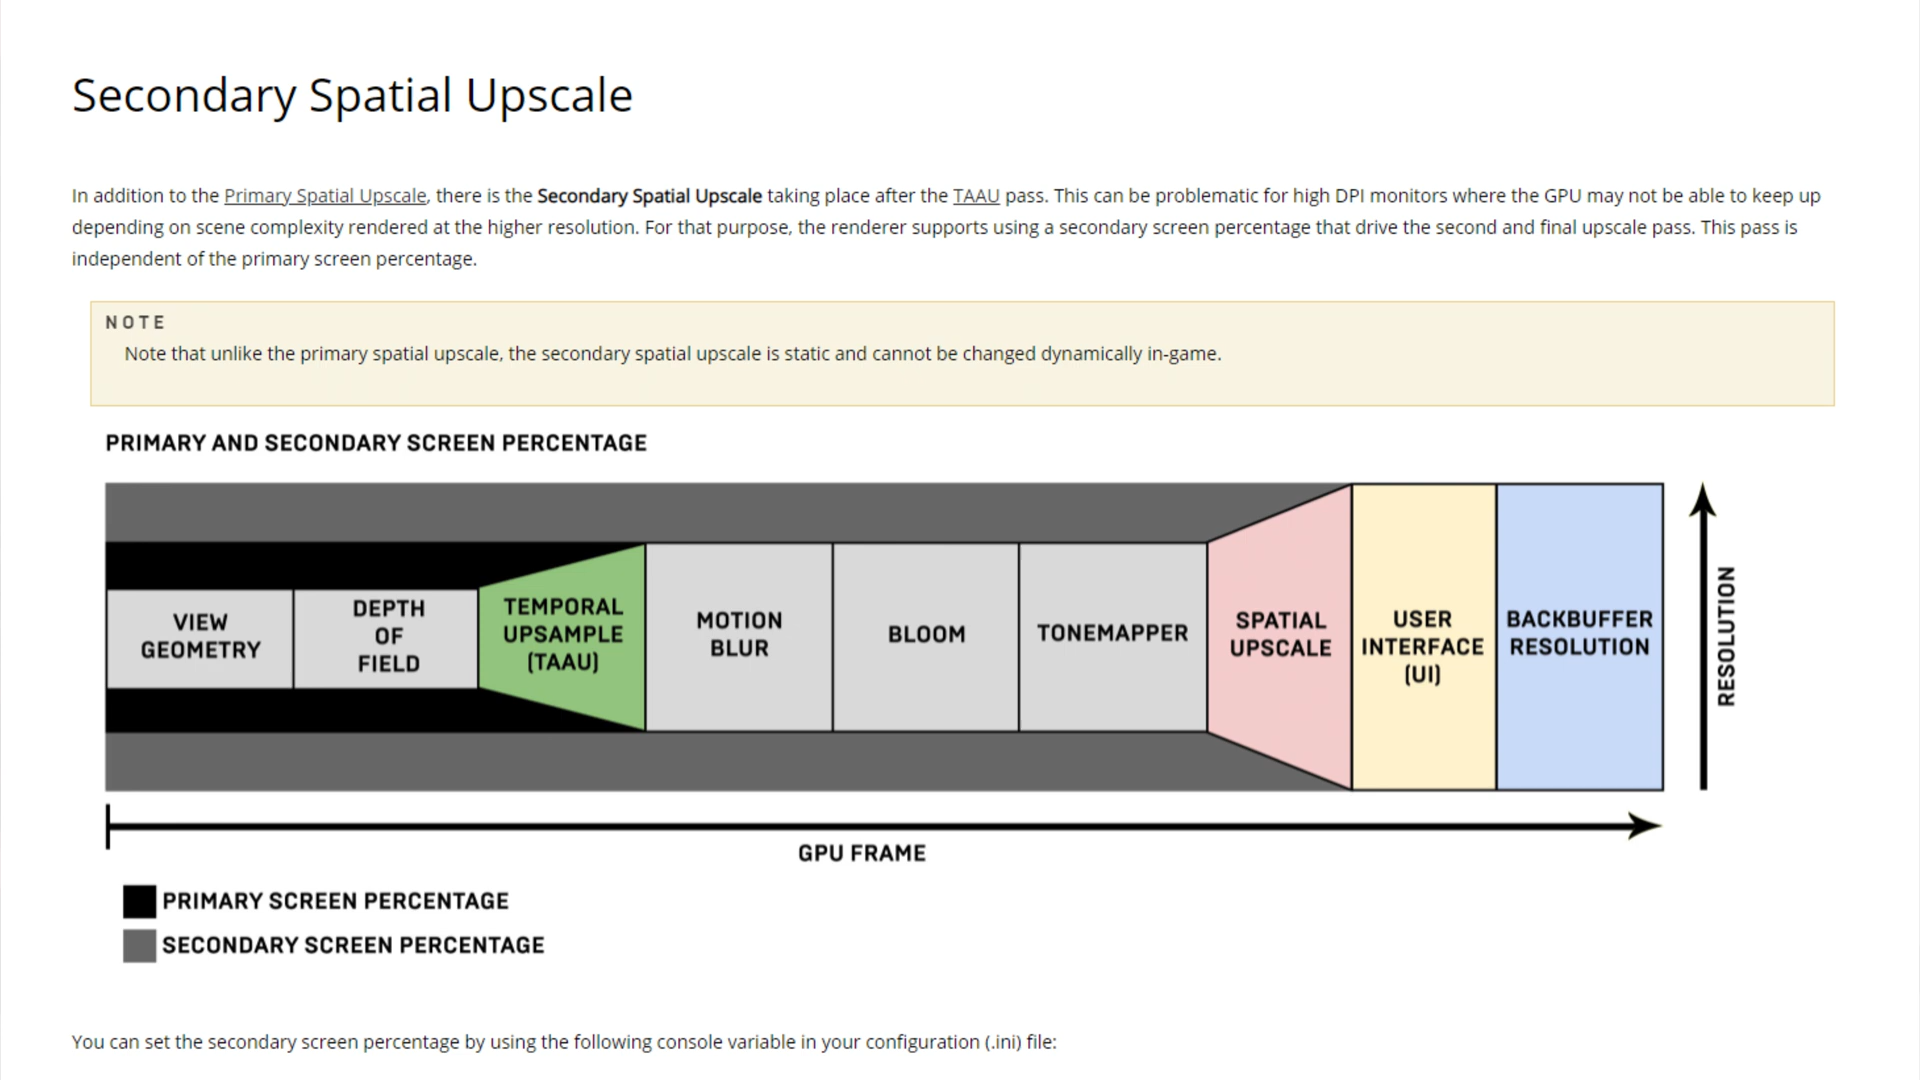 Secondary Spatial Upscale
In addition to the Primary Spatial Upscale, there is the Secondary Spatial Upscale taking place after the TAAU pass. This can be problematic for high DPI monitors where the GPU may not be able to keep up
depending on scene complexity rendered at the higher resolution. For that purpose, the renderer supports using a secondary screen percentage that drive the second and final upscale pass. This pass is
independent of the primary screen percentage.
NOTE
Note that unlike the primary spatial upscale, the secondary spatial upscale is static and cannot be changed dynamically in-game.
PRIMARY AND SECONDARY SCREEN PERCENTAGE
VIEW
GEOMETRY
DEPTH
OF
FIELD
TEMPORAL
UPSAMPLE
(TAAU)
MOTION
BLUR
BLOOM
TONEMAPPER
SPATIAL
UPSCALE
USER
INTERFACE
(UI)
BACKBUFFER
RESOLUTION
RESOLUTION
GPU FRAME
PRIMARY SCREEN PERCENTAGE
SECONDARY SCREEN PERCENTAGE
You can set the secondary screen percentage by using the following console variable in your configuration (.ini) file: